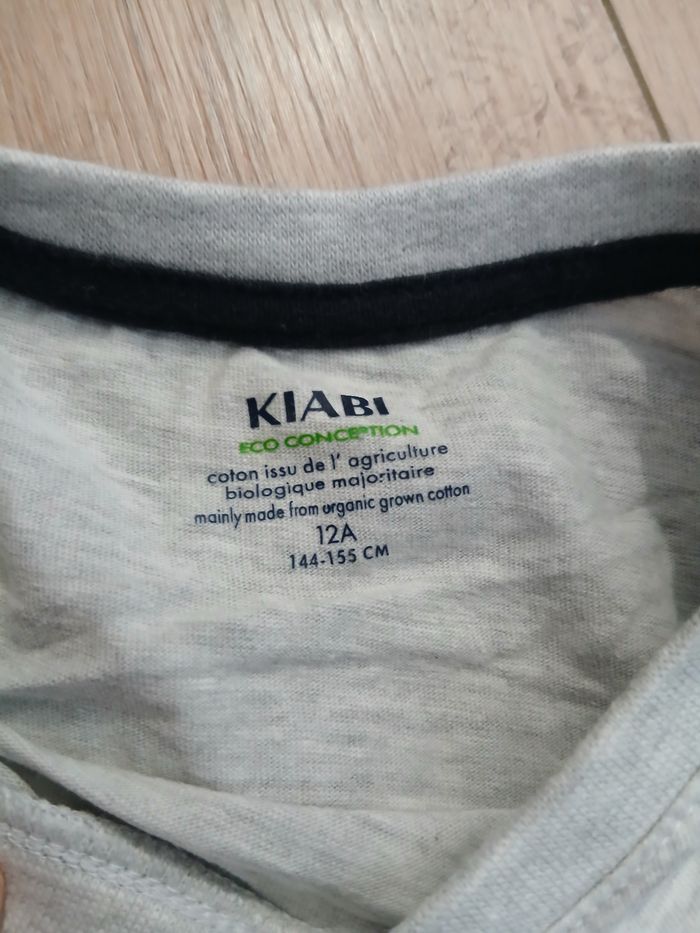 KIABI
ECO CONCEPTION
coton issu de l' agriculture
biologique majoritaire
mainly made from organic grown cotton
12A
144-155 CM